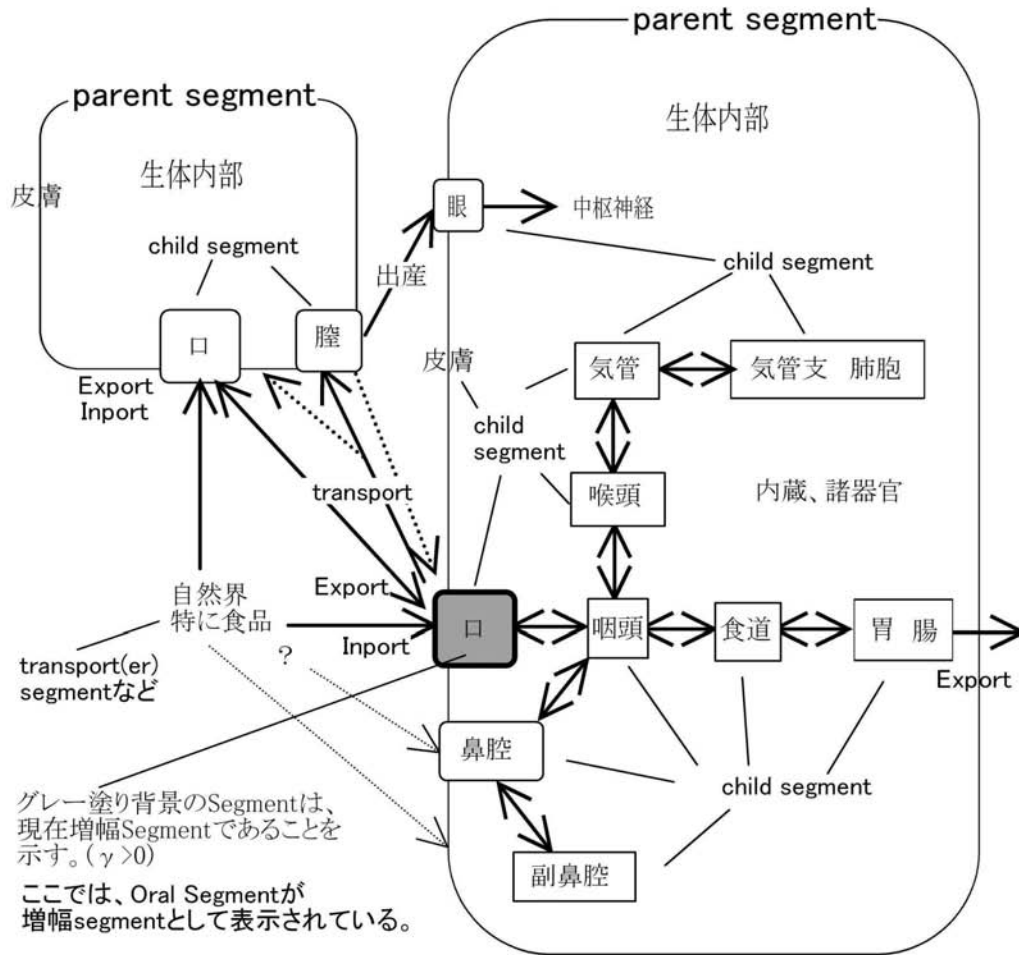 parent segment
生体内部
皮膚
child segment
口
膣
Export
Inport
出産
transport
parent segment
生体内部
眼
中枢神経
child segment
皮膚
気管
気管支 肺胞
child
segment
喉頭
内蔵、諸器官
自然界
特に食品
Export
Inport
口
咽頭
食道
胃 腸
Export
?
transport(er)
segmentなど
鼻腔
child segment
副鼻腔
グレー塗り背景のSegmentは、
現在増幅Segmentであることを
示す。(γ>0)
ここでは、Oral Segmentが
増幅segmentとして表示されている。